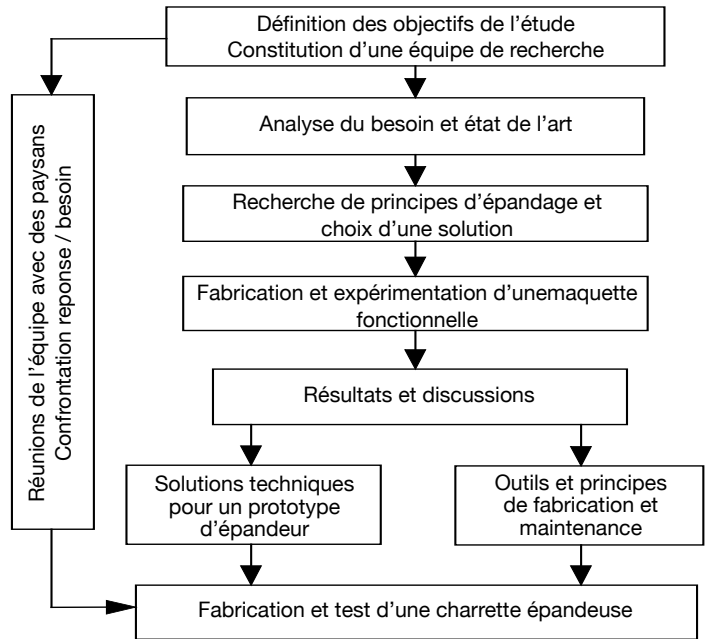 Définition des objectifs de l'étude
Constitution d'une équipe de recherche
Réunions de l'équipe avec des paysans
Confrontation reponse / besoin
Analyse du besoin et état de l'art
Recherche de principes d'épandage et
choix d'une solution
Fabrication et expérimentation d'unemaquette
fonctionnelle
Résultats et discussions
Solutions techniques
pour un prototype
d'épandeur
Outils et principes
de fabrication et
maintenance
Fabrication et test d'une charrette épandeuse